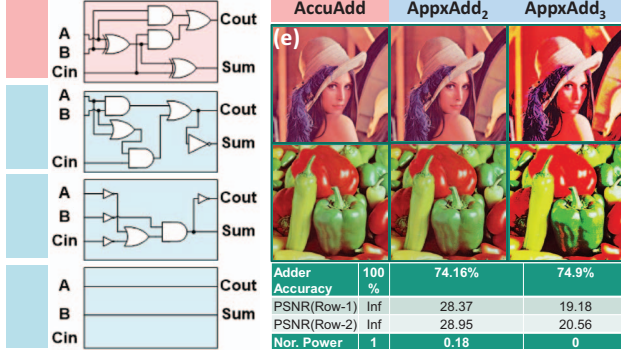 A
B
Cin
Cout
Sum
A
B
Cin
Cout
Sum
A
B
Cin
Cout
Sum
A
B
Cin
Cout
Sum
AccuAdd AppxAdd2 AppxAdd3
(e)
Adder Accuracy 100 % 74.16% 74.9%
PSNR(Row-1) Inf 28.37 19.18
PSNR(Row-2) Inf 28.95 20.56
Nor. Power 1 0.18 0